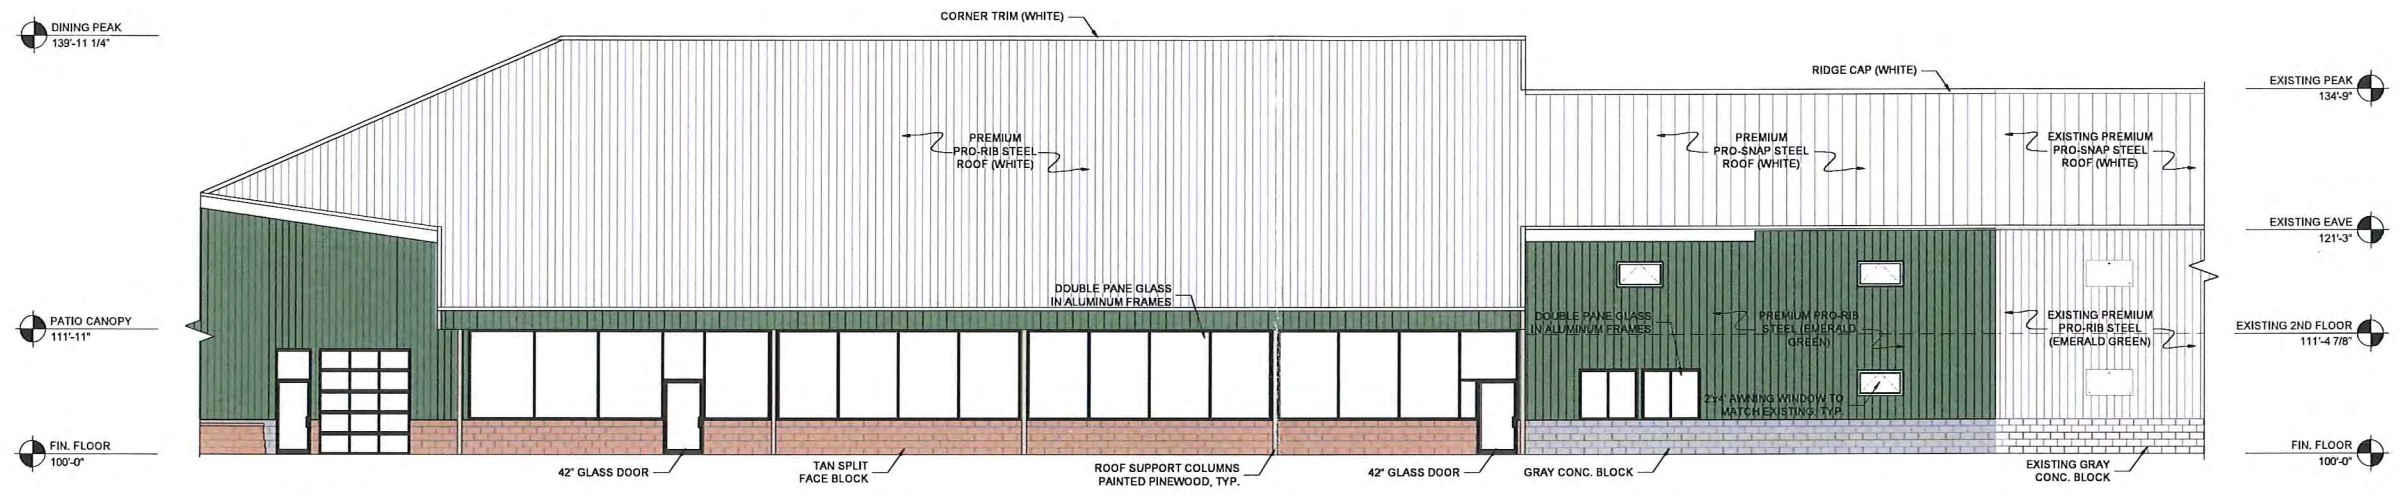 DINING PEAK
139'-11 1/4"
PATIO CANOPY
111'-11"
FIN. FLOOR
100'-0"
CORNER TRIM (WHITE)
PREMIUM
PRO-RIB STEEL
ROOF (WHITE)
DOUBLE PANE GLASS
IN ALUMINUM FRAMES
42" GLASS DOOR
TAN SPLIT
FACE BLOCK
ROOF SUPPORT COLUMNS
PAINTED PINEWOOD, TYP.
42" GLASS DOOR
RIDGE CAP (WHITE)
PREMIUM
PRO-SNAP STEEL
ROOF (WHITE)
EXISTING PREMIUM
PRO-SNAP STEEL
ROOF (WHITE)
DOUBLE PANE GLASS
IN ALUMINUM FRAMES
PREMIUM PRO-RIB
STEEL (EMERALD
GREEN)
EXISTING PREMIUM
PRO-RIB STEEL
(EMERALD GREEN)
2'x4' AWNING WINDOW TO
MATCH EXISTING, TYP.
GRAY CONC. BLOCK
EXISTING GRAY
CONC. BLOCK
EXISTING PEAK
134'-9"
EXISTING EAVE
121'-3"
EXISTING 2ND FLOOR
111'-4 7/8"
FIN. FLOOR
100'-0"